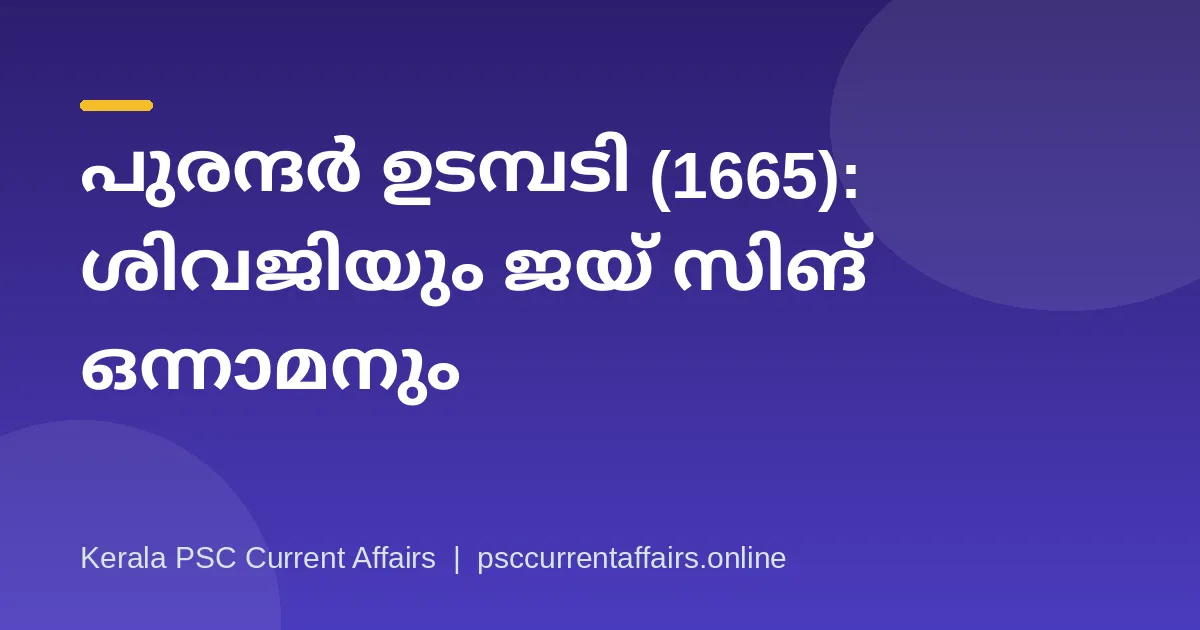 പുരന്ദർ ഉടമ്പടി (1665):
ശിവജിയും ജയ് സിങ്
ഒന്നാമനും
Kerala PSC Current Affairs | psccurrentaffairs.online